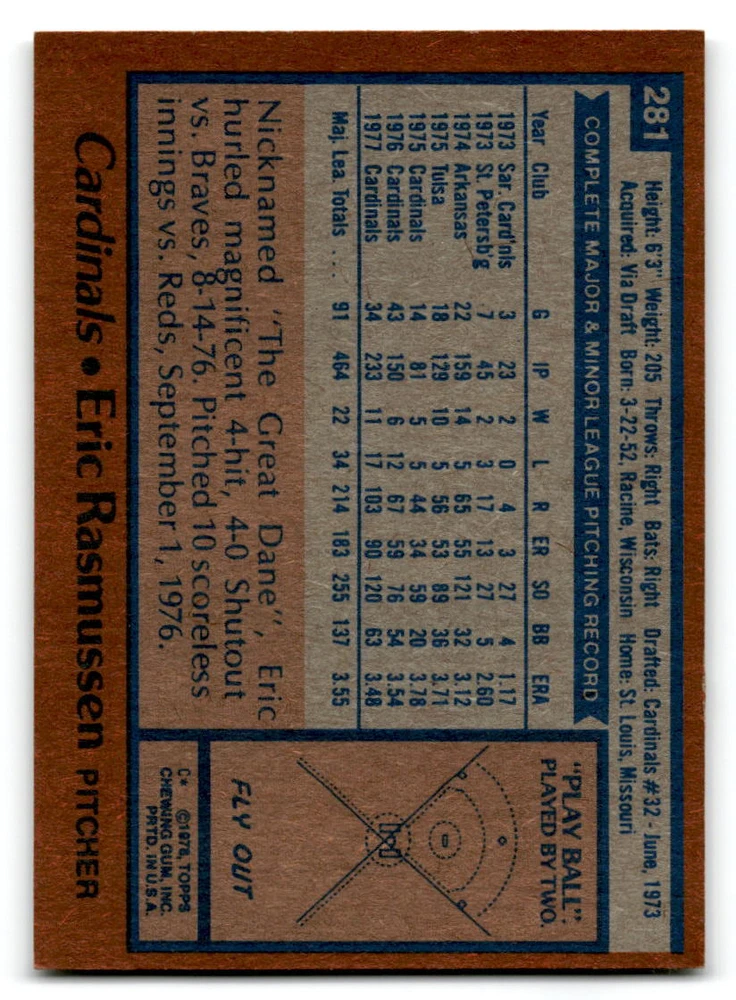 281
Height: 6'3" Weight: 205 Throws: Right Bats: Right Drafted: Cardinals #32 - June, 1973
Acquired: Via Draft Born: 3-22-52, Racine, Wisconsin Home: St. Louis, Missouri
COMPLETE MAJOR & MINOR LEAGUE PITCHING RECORD
Year Club G IP W L R ER SO BB ERA
1973 Sar. Card'nls 3 23 2 0 4 3 27 4 1.17
1973 St. Petersb'g 7 45 2 3 17 13 27 5 2.60
1974 Arkansas 22 159 14 5 65 55 121 32 3.12
1975 Tulsa 18 129 10 5 56 53 89 36 3.71
1975 Cardinals 14 81 5 5 44 34 59 20 3.78
1976 Cardinals 43 150 6 12 67 59 76 54 3.54
1977 Cardinals 34 233 11 17 103 90 120 63 3.48
Maj. Lea. Totals ... 91 464 22 34 214 183 255 137 3.55
Nicknamed "The Great Dane", Eric
hurled magnificent 4-hit, 4-0 Shutout
vs. Braves, 8-14-76. Pitched 10 scoreless
innings vs. Reds, September 1, 1976.
"PLAY BALL":
PLAYED BY TWO.
FLY OUT
C* ©1978, TOPPS
CHEWING GUM, INC.
PRTD. IN U.S.A.
Cardinals • Eric Rasmussen PITCHER